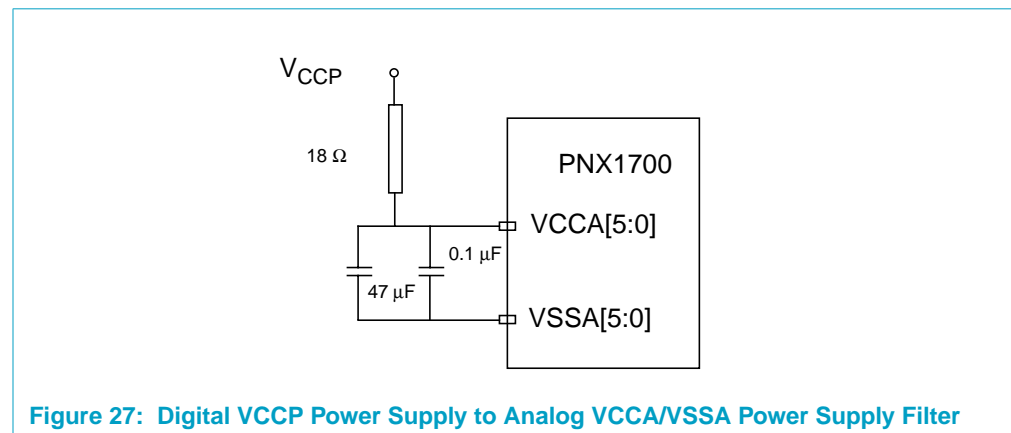 VCCP
18 Ω
PNX1700
VCCA[5:0]
0.1 μF
47 μF
VSSA[5:0]
Figure 27: Digital VCCP Power Supply to Analog VCCA/VSSA Power Supply Filter